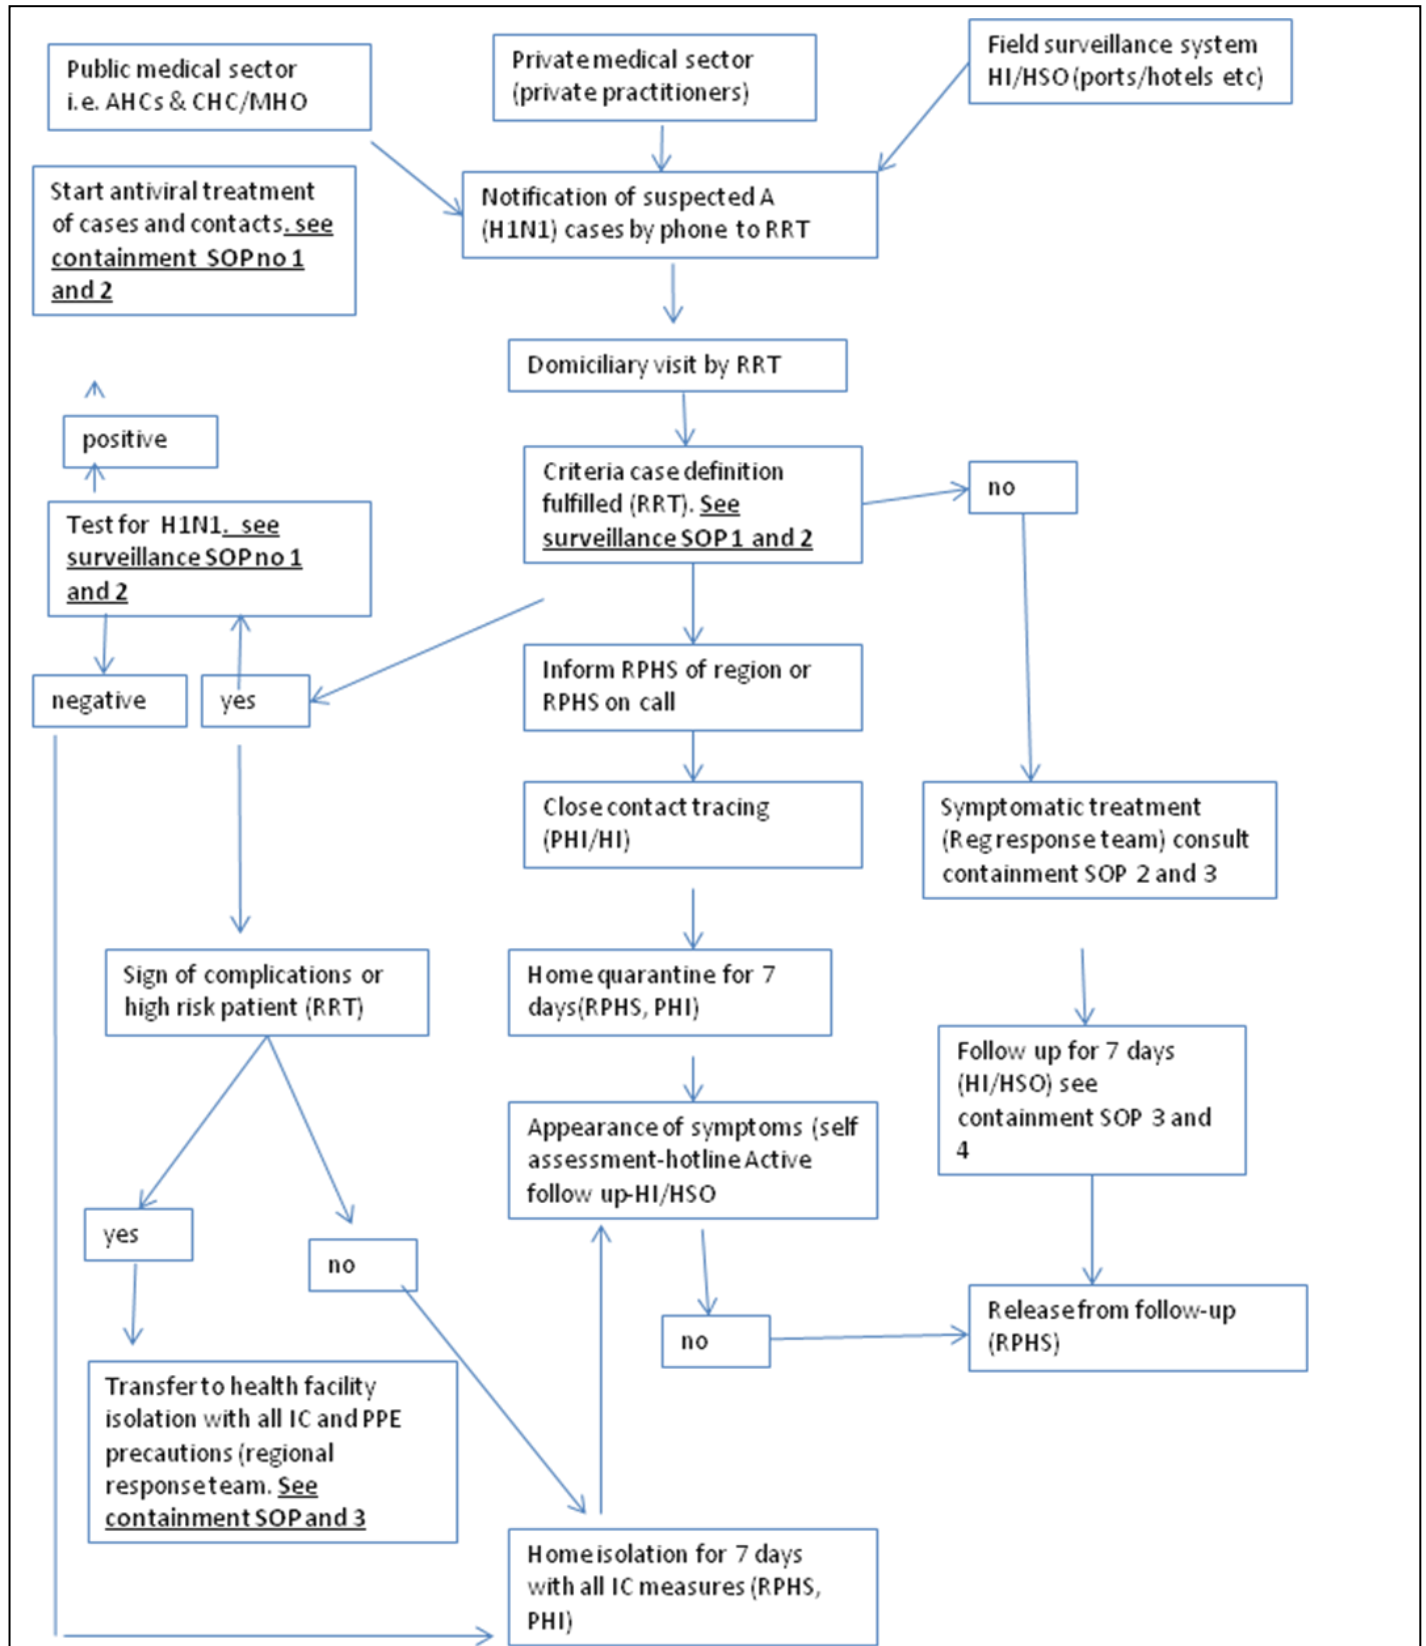 Public medical sector
i.e. AHCs & CHC/MHO
Private medical sector
(private practitioners)
Field surveillance system
HI/HSO (ports/hotels etc)
Start antiviral treatment
of cases and contacts. see
containment SOP no 1
and 2
Notification of suspected A
(H1N1) cases by phone to RRT
Domiciliary visit by RRT
positive
Criteria case definition
fulfilled (RRT). See
surveillance SOP 1 and 2
no
Test for H1N1. see
surveillance SOP no 1
and 2
negative
yes
Inform RPHS of region or
RPHS on call
Close contact tracing
(PHI/HI)
Symptomatic treatment
(Reg response team) consult
containment SOP 2 and 3
Sign of complications or
high risk patient (RRT)
Home quarantine for 7
days(RPHS, PHI)
Follow up for 7 days
(HI/HSO) see
containment SOP 3 and
4
Appearance of symptoms (self
assessment-hotline Active
follow up-HI/HSO
yes
no
no
Release from follow-up
(RPHS)
Transfer to health facility
isolation with all IC and PPE
precautions (regional
response team. See
containment SOP and 3
Home isolation for 7 days
with all IC measures (RPHS,
PHI)